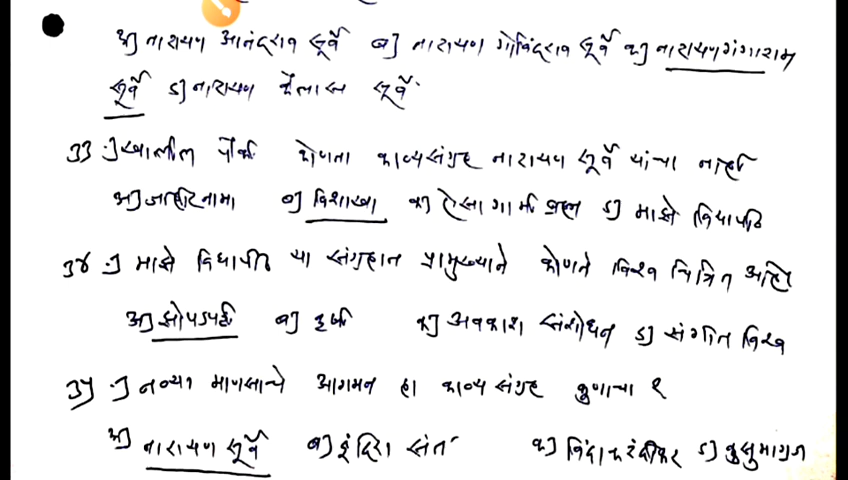 अ] नारायण आनंदराव सूर्वे ब] नारायण गोविंदराव सूर्वे क] नारायण गंगाराम
सूर्वे ड] नारायण कैलास सूर्वे
३३ :] खालील पैकी कोणता काव्यसंग्रह नारायण सूर्वे यांचा नाही
अ] जाहीरनामा ब] विशाखा क] ऐसा गा मी ब्रह्म ड] माझे विद्यापीठ
३४ :] माझे विद्यापीठ या संग्रहात प्रामुख्याने कोणते विश्व चित्रित आहे
अ] झोपडपट्टी ब] कृषी क] अवकाश संशोधन ड] संगीत विश्व
३५ :] नव्या माणसाचे आगमन हा काव्य संग्रह कुणाचा ?
अ] नारायण सूर्वे ब] इंदिरा संत क] विंदा करंदीकर ड] कुसुमाग्रज